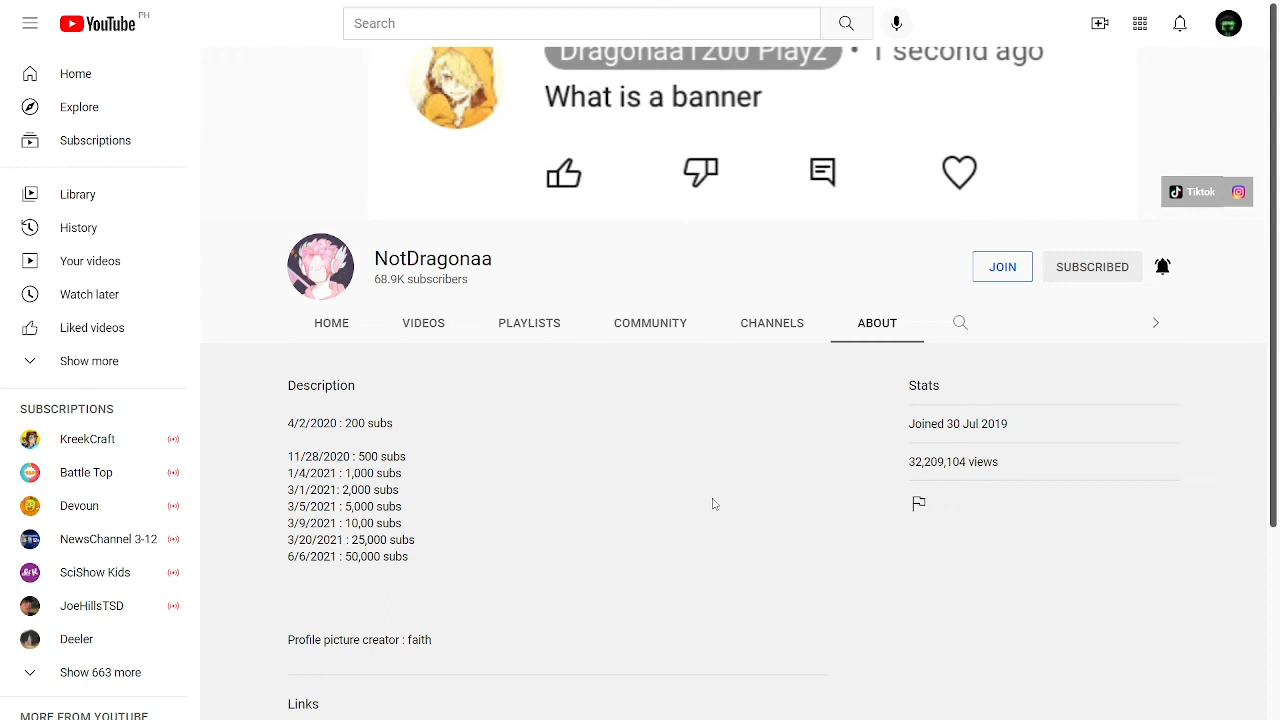 YouTube PH
Search
Home
Explore
Subscriptions
Library
History
Your videos
Watch later
Liked videos
Show more
SUBSCRIPTIONS
KreekCraft
Battle Top
Devoun
NewsChannel 3-12
SciShow Kids
JoeHillsTSD
Deeler
Show 663 more
MORE FROM YOUTUBE
Dragonaa1200 Playz • 1 second ago
What is a banner
Tiktok
NotDragonaa
68.9K subscribers
JOIN
SUBSCRIBED
HOME VIDEOS PLAYLISTS COMMUNITY CHANNELS ABOUT
Description
4/2/2020 : 200 subs
11/28/2020 : 500 subs
1/4/2021 : 1,000 subs
3/1/2021: 2,000 subs
3/5/2021 : 5,000 subs
3/9/2021 : 10,00 subs
3/20/2021 : 25,000 subs
6/6/2021 : 50,000 subs
Profile picture creator : faith
Links
Stats
Joined 30 Jul 2019
32,209,104 views